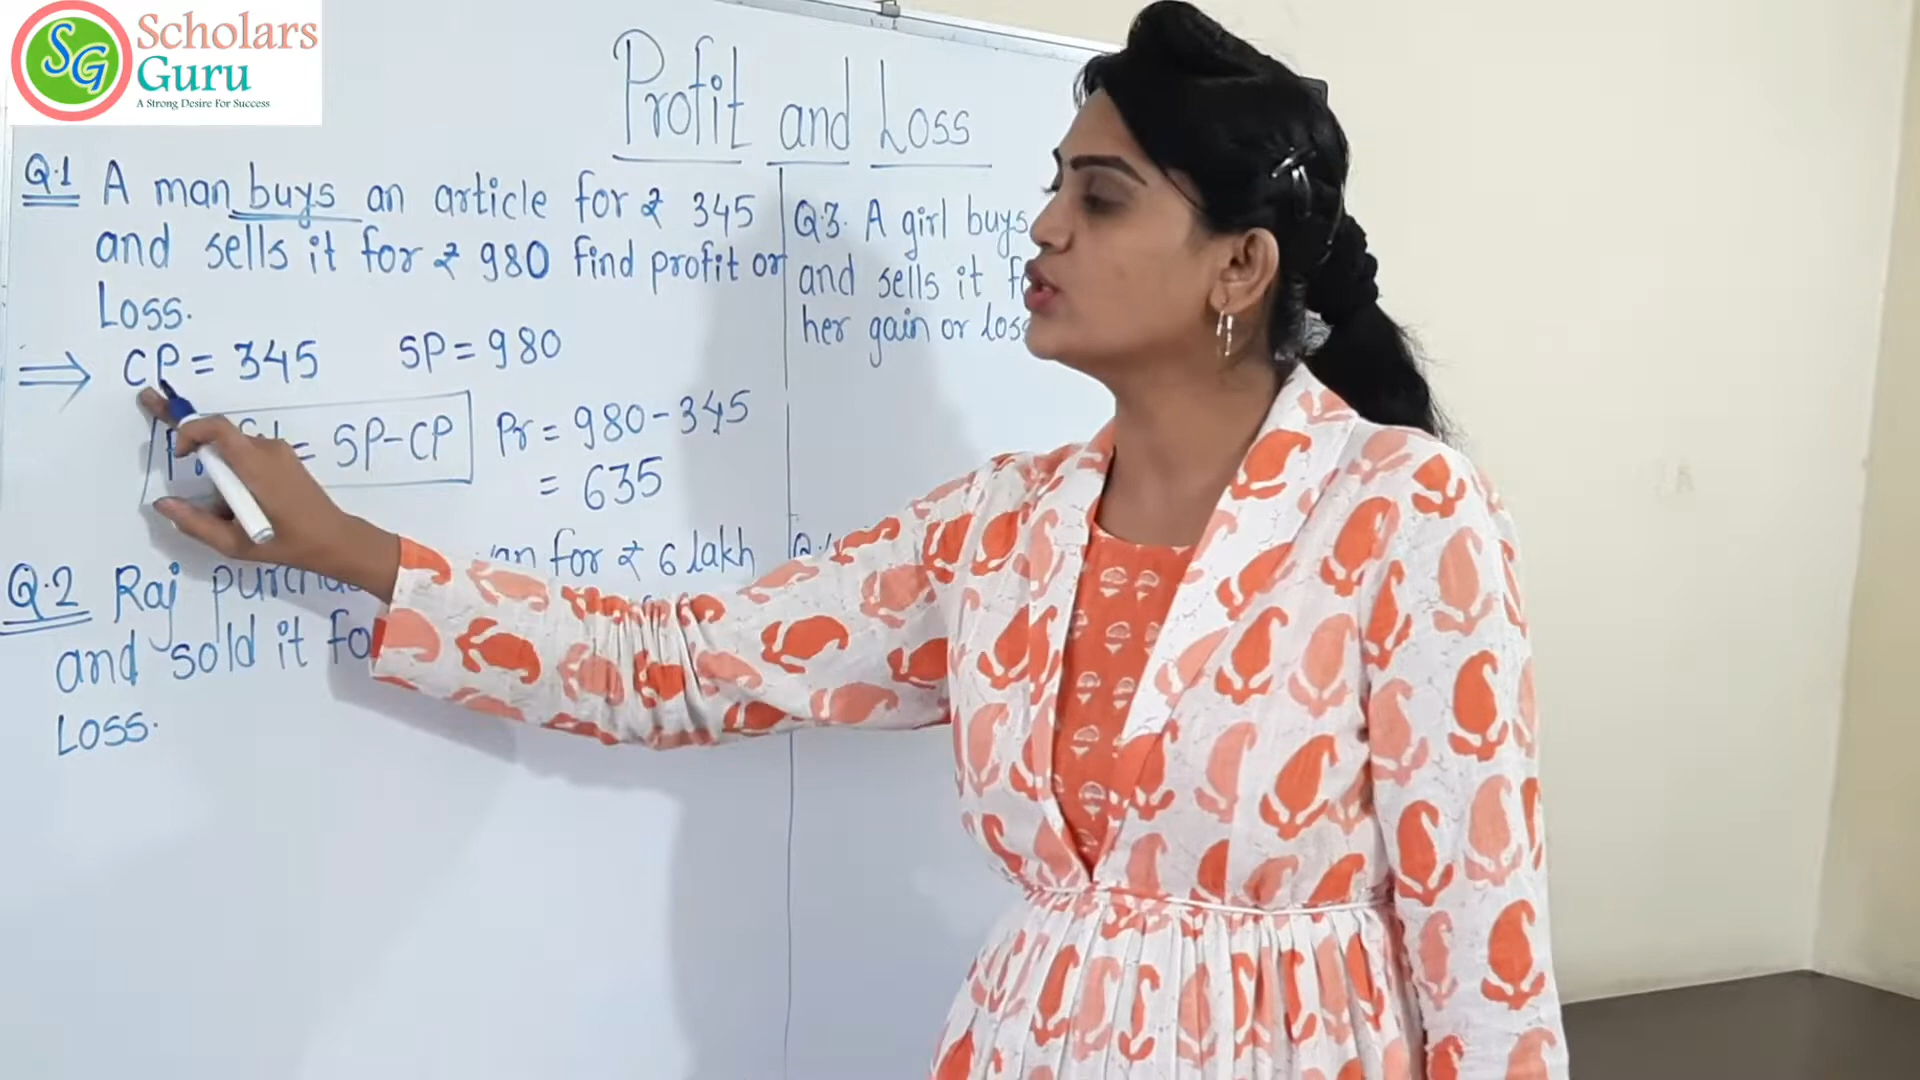 SG Scholars
Guru
A Strong Desire For Success
Profit and Loss
Q.1 A man buys an article for ₹ 345
and sells it for ₹ 980 find profit or
Loss.
⇒ CP = 345 SP = 980
= SP-CP
Pr = 980-345
= 635
Q.2 Raj for ₹ 6 lakh
and sold it
Loss.
Q.3. A girl buys
and sells it
her gain or